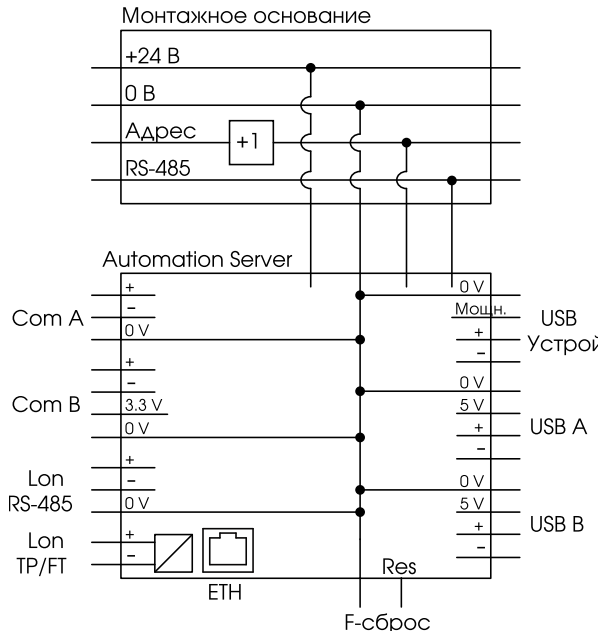 Монтажное основание
+24 В
0 В
Адрес
+1
RS-485
Automation Server
Com A
+
–
0 V
Com B
+
–
3.3 V
0 V
Lon
RS-485
+
–
0 V
Lon
TP/FT
+
–
ETH
0 V
Мощн.
+
–
USB
Устрой
0 V
5 V
+
–
USB A
0 V
5 V
+
–
USB B
Res
F-сброс